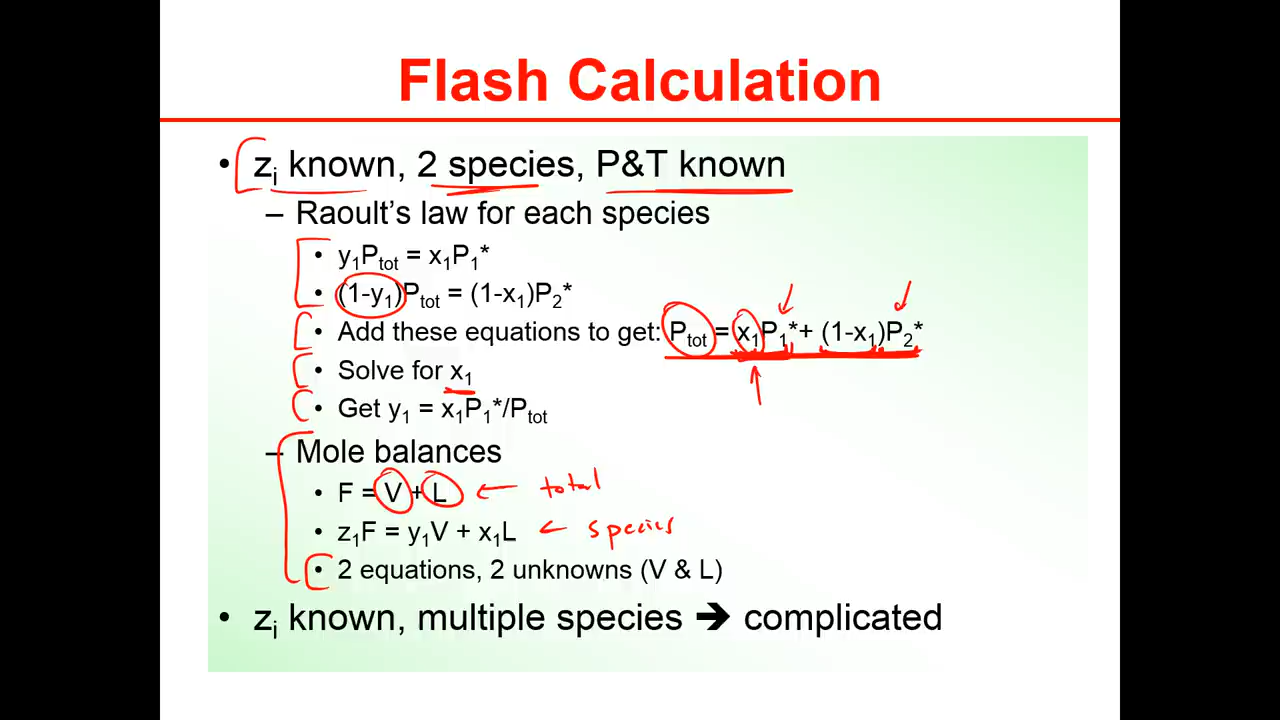 Flash Calculation
• zᵢ known, 2 species, P&T known
– Raoult's law for each species
• y₁Pₜₒₜ = x₁P₁*
• (1-y₁)Pₜₒₜ = (1-x₁)P₂*
• Add these equations to get: Pₜₒₜ = x₁P₁*+ (1-x₁)P₂*
• Solve for x₁
• Get y₁ = x₁P₁*/Pₜₒₜ
– Mole balances
• F = V + L ← total
• z₁F = y₁V + x₁L ← species
• 2 equations, 2 unknowns (V & L)
• zᵢ known, multiple species ➔ complicated